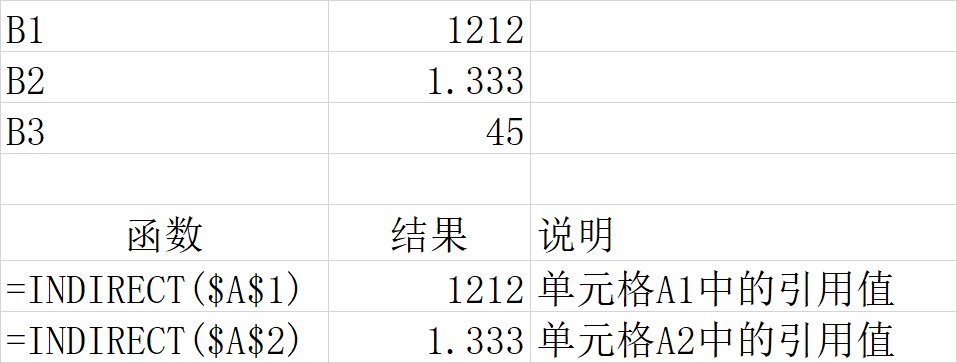 B1 1212
B2 1.333
B3 45
函数 结果 说明
=INDIRECT($A$1) 1212 单元格A1中的引用值
=INDIRECT($A$2) 1.333 单元格A2中的引用值